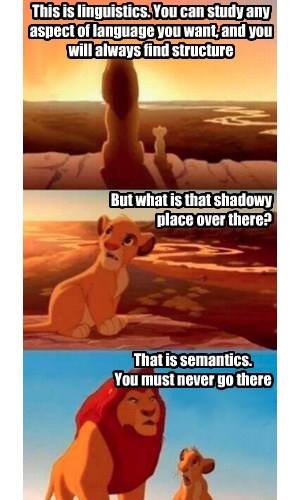 This is linguistics. You can study any
aspect of language you want, and you
will always find structure
But what is that shadowy
place over there?
That is semantics.
You must never go there